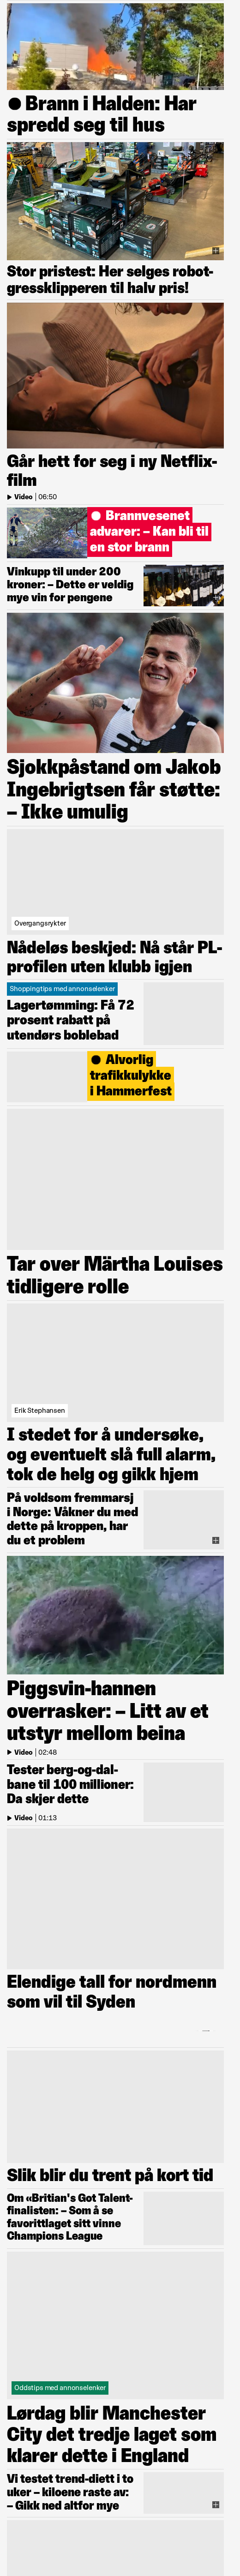 Brann i Halden: Har
spredd seg til hus
Stor pristest: Her selges robot-
gressklipperen til halv pris!
Går hett for seg i ny Netflix-
film
Video | 06:50
Brannvesenet
advarer: – Kan bli til
en stor brann
Vinkupp til under 200
kroner: – Dette er veldig
mye vin for pengene
Sjokkpåstand om Jakob
Ingebrigtsen får støtte:
– Ikke umulig
Overgangsrykter
Nådeløs beskjed: Nå står PL-
profilen uten klubb igjen
Shoppingtips med annonselenker
Lagertømming: Få 72
prosent rabatt på
utendørs boblebad
Alvorlig
trafikkulykke
i Hammerfest
Tar over Märtha Louises
tidligere rolle
Erik Stephansen
I stedet for å undersøke,
og eventuelt slå full alarm,
tok de helg og gikk hjem
På voldsom fremmarsj
i Norge: Våkner du med
dette på kroppen, har
du et problem
Piggsvin-hannen
overrasker: – Litt av et
utstyr mellom beina
Video | 02:48
Tester berg-og-dal-
bane til 100 millioner:
Da skjer dette
Video | 01:13
Elendige tall for nordmenn
som vil til Syden
Slik blir du trent på kort tid
Om «Britian's Got Talent-
finalisten: – Som å se
favorittlaget sitt vinne
Champions League
Oddstips med annonselenker
Lørdag blir Manchester
City det tredje laget som
klarer dette i England
Vi testet trend-diett i to
uker – kiloene raste av:
– Gikk ned altfor mye